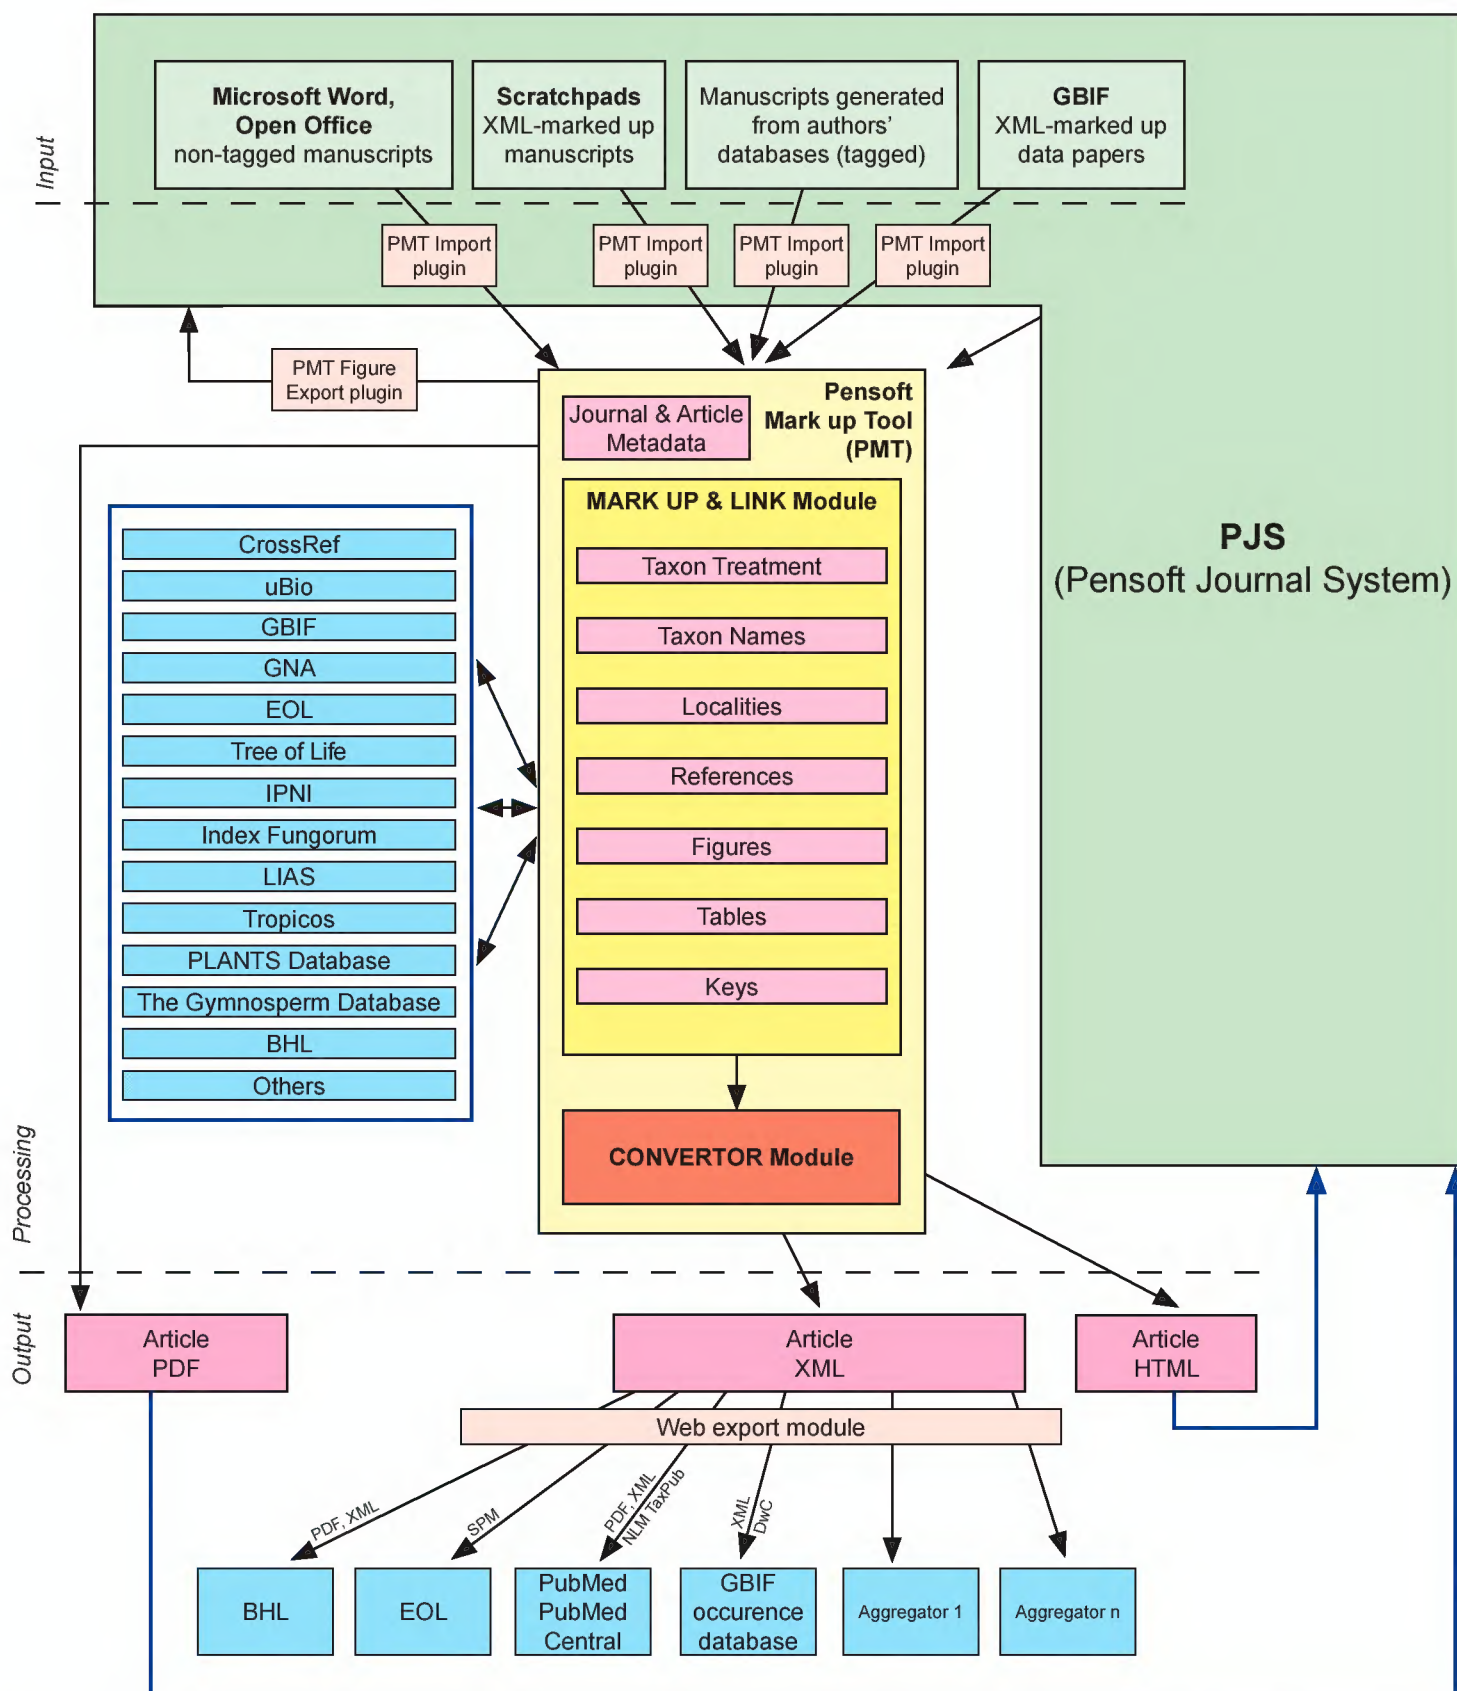 Input
Microsoft Word,
Open Office
non-tagged manuscripts
Scratchpads
XML-marked up
manuscripts
Manuscripts generated
from authors'
databases (tagged)
GBIF
XML-marked up
data papers
PMT Import
plugin
PMT Import
plugin
PMT Import
plugin
PMT Import
plugin
PMT Figure
Export plugin
Pensoft
Mark up Tool
(PMT)
Journal & Article
Metadata
MARK UP & LINK Module
Taxon Treatment
Taxon Names
Localities
References
Figures
Tables
Keys
CONVERTOR Module
PJS
(Pensoft Journal System)
CrossRef
uBio
GBIF
GNA
EOL
Tree of Life
IPNI
Index Fungorum
LIAS
Tropicos
PLANTS Database
The Gymnosperm Database
BHL
Others
Processing
Output
Article
PDF
Article
XML
Article
HTML
Web export module
PDF, XML
SPM
PDF, XML
NLM TaxPub
XML
DwC
BHL
EOL
PubMed
PubMed
Central
GBIF
occurence
database
Aggregator 1
Aggregator n